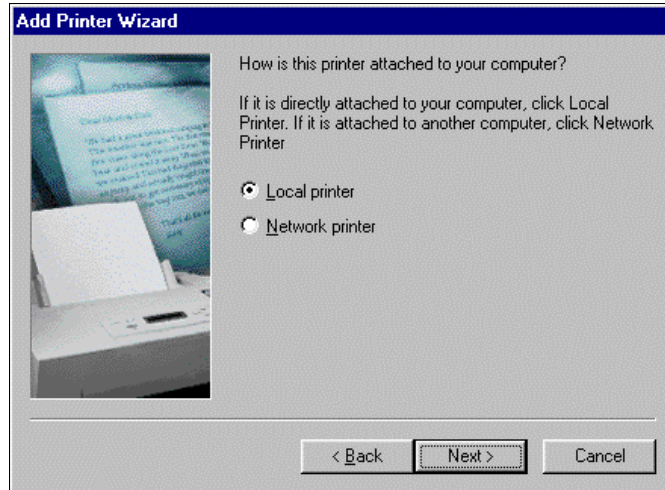 Add Printer Wizard
How is this printer attached to your computer?
If it is directly attached to your computer, click Local
Printer. If it is attached to another computer, click Network
Printer
Local printer
Network printer
< Back
Next >
Cancel